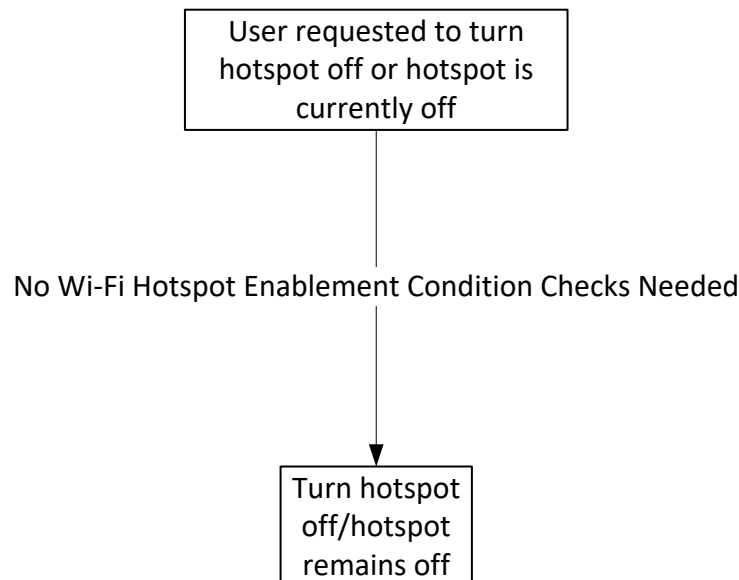 User requested to turn
hotspot off or hotspot is
currently off
No Wi-Fi Hotspot Enablement Condition Checks Needed
Turn hotspot
off/hotspot
remains off